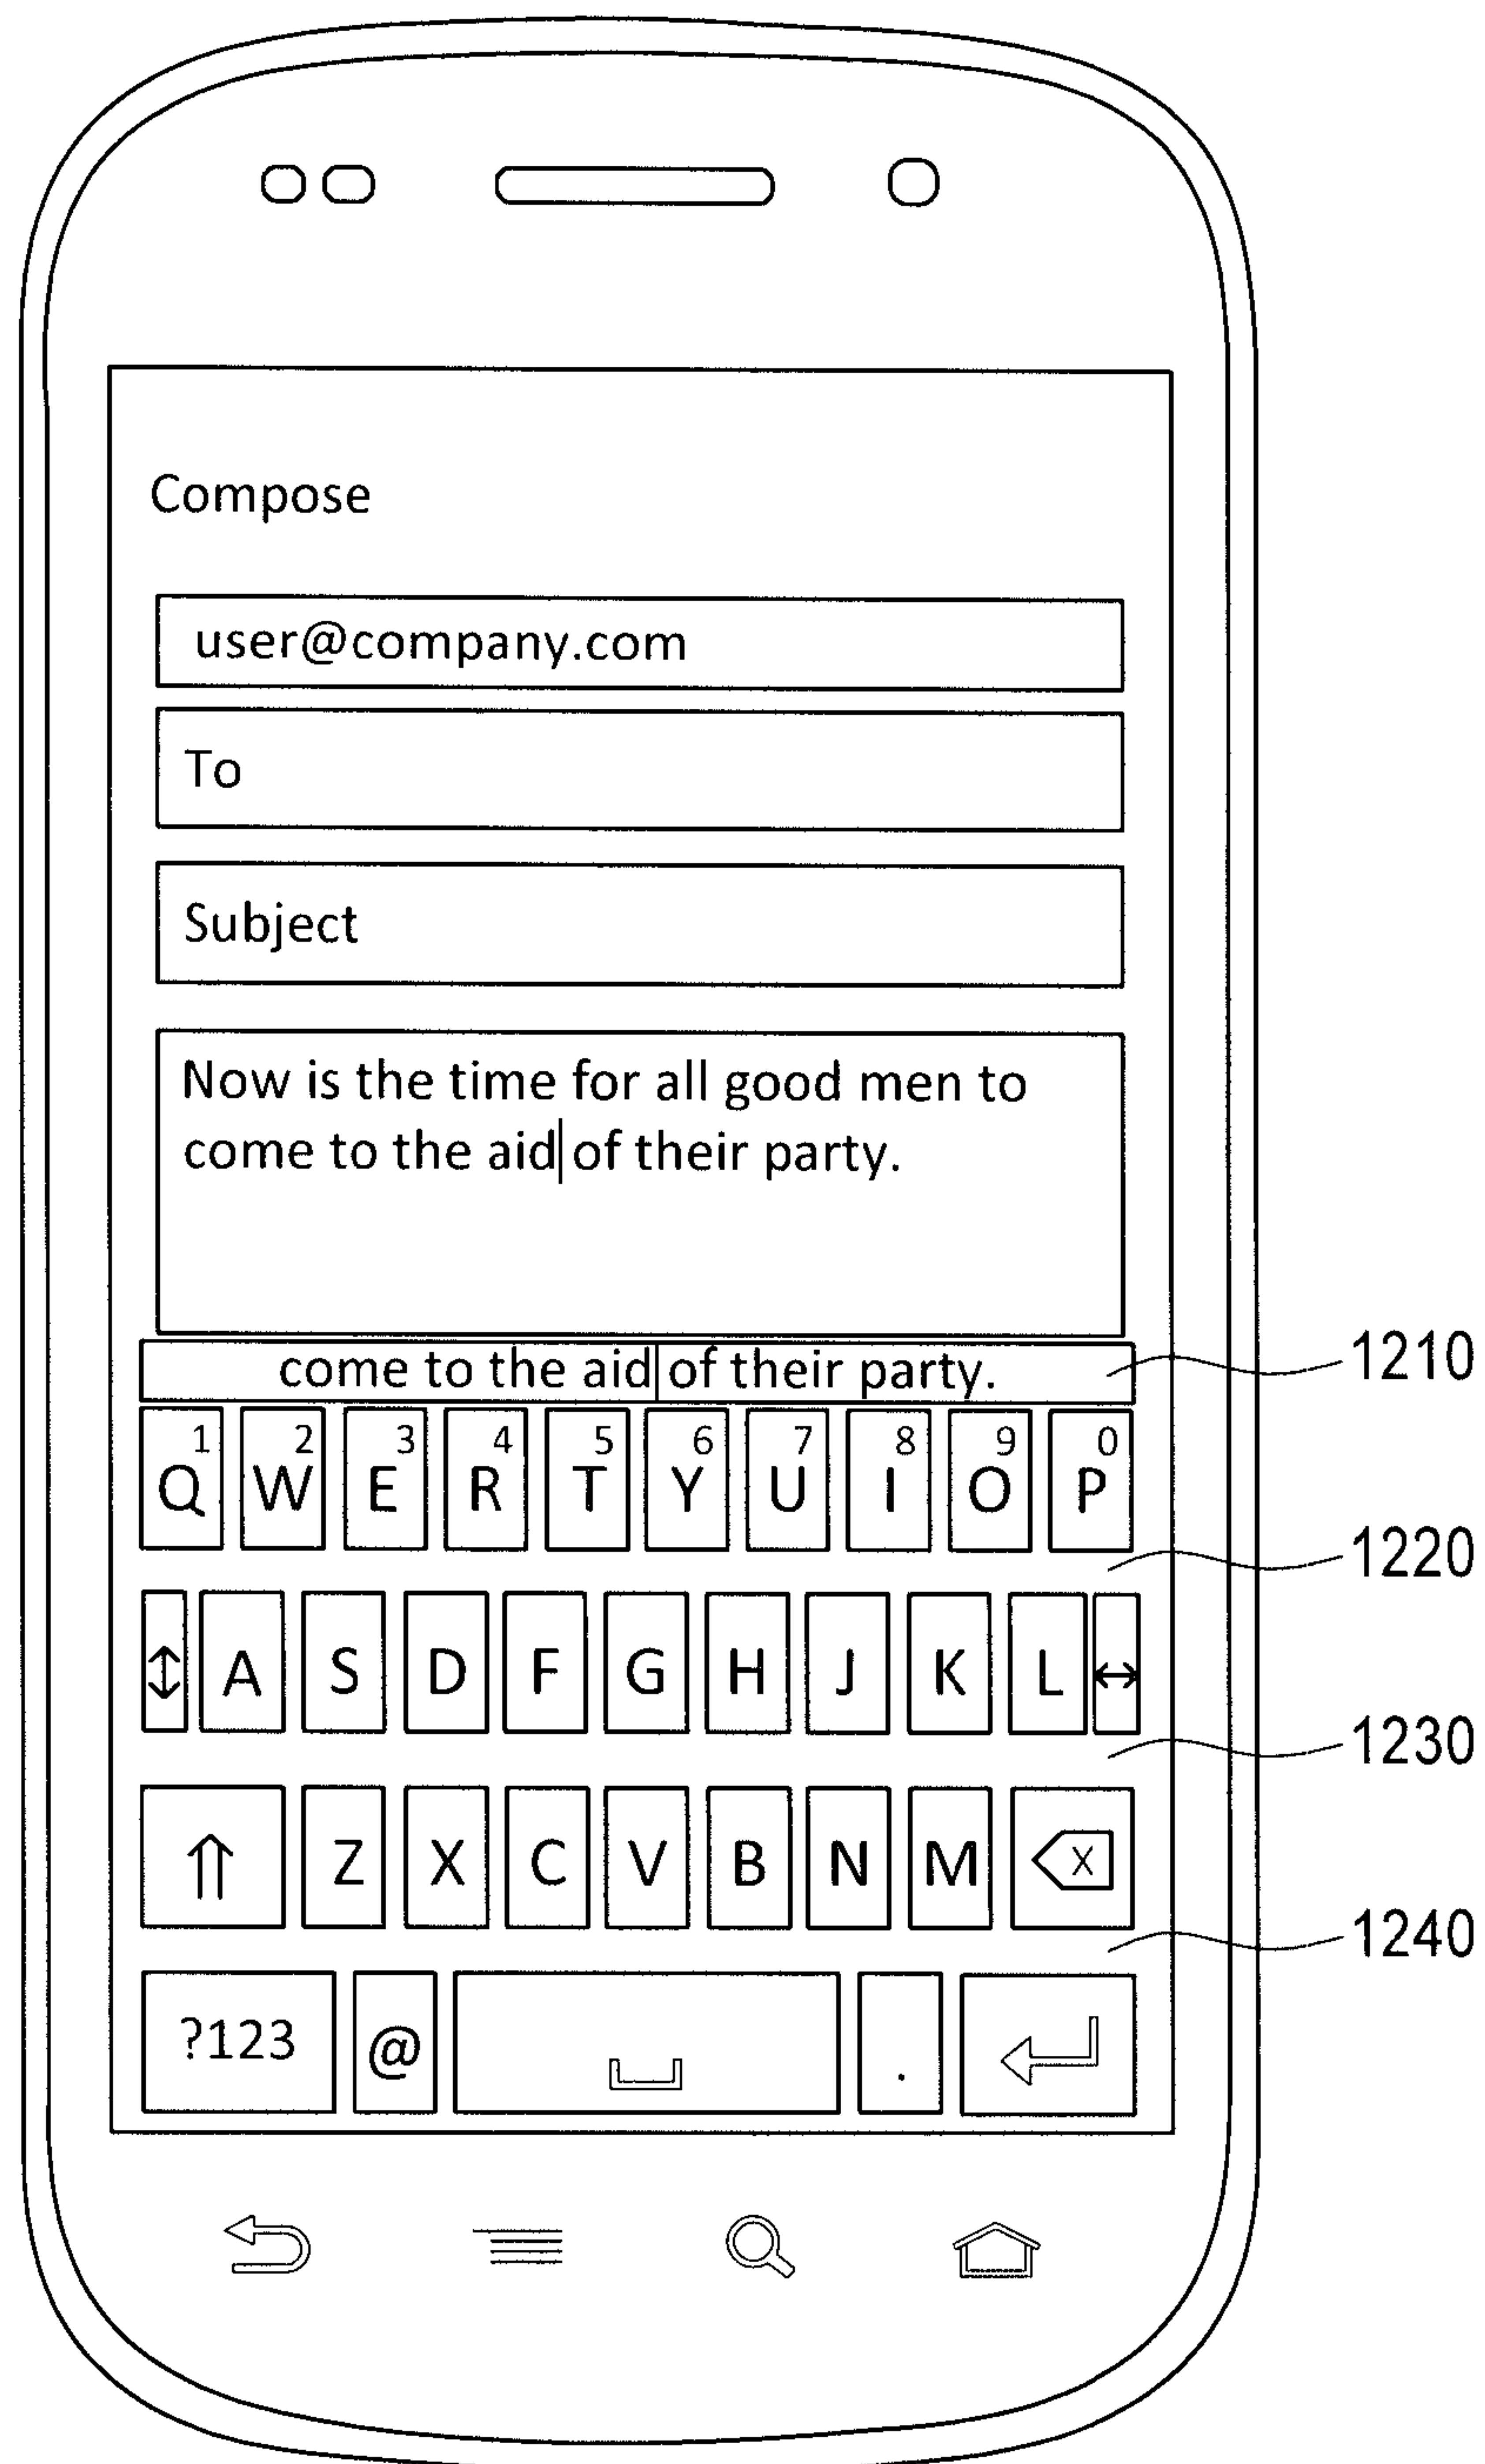 Compose
user@company.com
To
Subject
Now is the time for all good men to
come to the aid of their party.
come to the aid of their party.
1210
1 2 3 4 5 6 7 8 9 0
Q W E R T Y U I O P
1220
A S D F G H J K L
1230
Z X C V B N M X
1240
?123 @ .